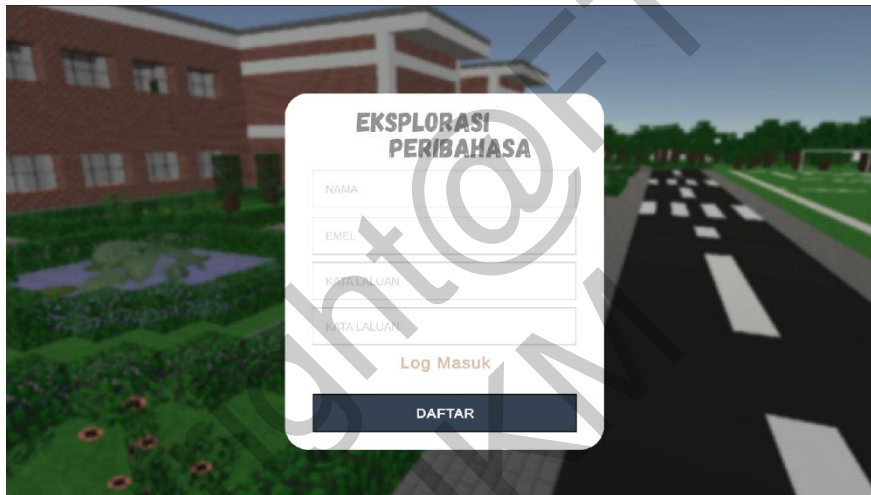 EKSPLORASI
PERIBAHASA
NAMA
EMEL
KATA LALUAN
KATA LALUAN
Log Masuk
DAFTAR